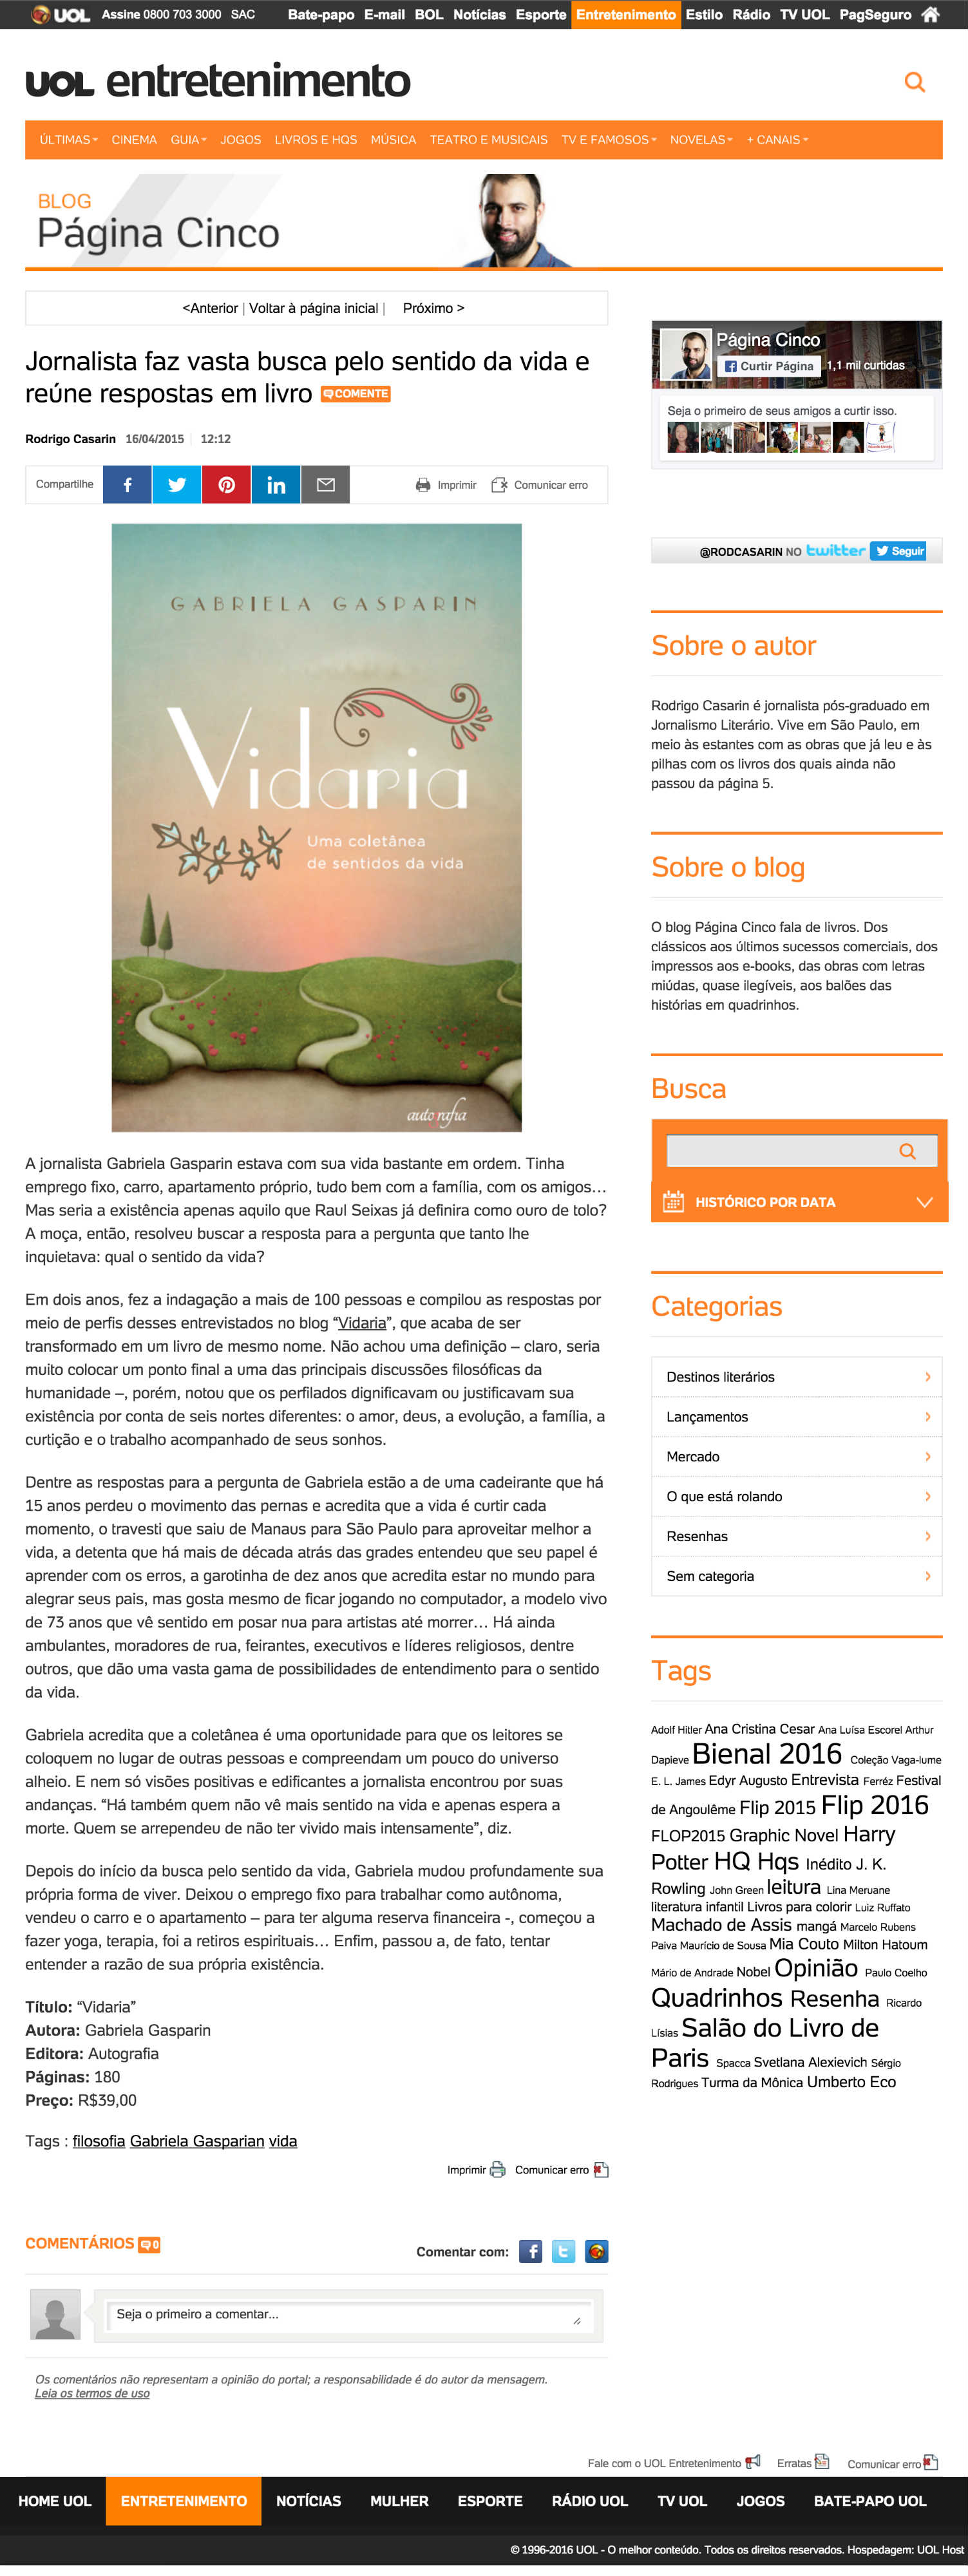 UOL Assine 0800 703 3000 SAC Bate-papo E-mail BOL Notícias Esporte Entretenimento Estilo Rádio TV UOL PagSeguro
UOL entretenimento
ÚLTIMAS CINEMA GUIA JOGOS LIVROS E HQS MÚSICA TEATRO E MUSICAIS TV E FAMOSOS NOVELAS + CANAIS
BLOG
Página Cinco
<Anterior | Voltar à página inicial | Próximo >
Jornalista faz vasta busca pelo sentido da vida e
reúne respostas em livro COMENTE
Rodrigo Casarin 16/04/2015 12:12
Compartilhe Imprimir Comunicar erro
GABRIELA GASPARIN
Vidaria
Uma coletânea
de sentidos da vida
autografia
A jornalista Gabriela Gasparin estava com sua vida bastante em ordem. Tinha
emprego fixo, carro, apartamento próprio, tudo bem com a família, com os amigos…
Mas seria a existência apenas aquilo que Raul Seixas já definira como ouro de tolo?
A moça, então, resolveu buscar a resposta para a pergunta que tanto lhe
inquietava: qual o sentido da vida?
Em dois anos, fez a indagação a mais de 100 pessoas e compilou as respostas por
meio de perfis desses entrevistados no blog “Vidaria”, que acaba de ser
transformado em um livro de mesmo nome. Não achou uma definição – claro, seria
muito colocar um ponto final a uma das principais discussões filosóficas da
humanidade –, porém, notou que os perfilados dignificavam ou justificavam sua
existência por conta de seis nortes diferentes: o amor, deus, a evolução, a família, a
curtição e o trabalho acompanhado de seus sonhos.
Dentre as respostas para a pergunta de Gabriela estão a de uma cadeirante que há
15 anos perdeu o movimento das pernas e acredita que a vida é curtir cada
momento, o travesti que saiu de Manaus para São Paulo para aproveitar melhor a
vida, a detenta que há mais de década atrás das grades entendeu que seu papel é
aprender com os erros, a garotinha de dez anos que acredita estar no mundo para
alegrar seus pais, mas gosta mesmo de ficar jogando no computador, a modelo vivo
de 73 anos que vê sentido em posar nua para artistas até morrer… Há ainda
ambulantes, moradores de rua, feirantes, executivos e líderes religiosos, dentre
outros, que dão uma vasta gama de possibilidades de entendimento para o sentido
da vida.
Gabriela acredita que a coletânea é uma oportunidade para que os leitores se
coloquem no lugar de outras pessoas e compreendam um pouco do universo
alheio. E nem só visões positivas e edificantes a jornalista encontrou por suas
andanças. “Há também quem não vê mais sentido na vida e apenas espera a
morte. Quem se arrependeu de não ter vivido mais intensamente”, diz.
Depois do início da busca pelo sentido da vida, Gabriela mudou profundamente sua
própria forma de viver. Deixou o emprego fixo para trabalhar como autônoma,
vendeu o carro e o apartamento – para ter alguma reserva financeira -, começou a
fazer yoga, terapia, foi a retiros espirituais… Enfim, passou a, de fato, tentar
entender a razão de sua própria existência.
Título: “Vidaria”
Autora: Gabriela Gasparin
Editora: Autografia
Páginas: 180
Preço: R$39,00
Tags : filosofia Gabriela Gasparian vida
Imprimir Comunicar erro
COMENTÁRIOS 0
Comentar com:
Seja o primeiro a comentar...
Os comentários não representam a opinião do portal; a responsabilidade é do autor da mensagem.
Leia os termos de uso
Página Cinco
Curtir Página 1,1 mil curtidas
Seja o primeiro de seus amigos a curtir isso.
@RODCASARIN NO twitter Seguir
Sobre o autor
Rodrigo Casarin é jornalista pós-graduado em
Jornalismo Literário. Vive em São Paulo, em
meio às estantes com as obras que já leu e às
pilhas com os livros dos quais ainda não
passou da página 5.
Sobre o blog
O blog Página Cinco fala de livros. Dos
clássicos aos últimos sucessos comerciais, dos
impressos aos e-books, das obras com letras
miúdas, quase ilegíveis, aos balões das
histórias em quadrinhos.
Busca
HISTÓRICO POR DATA
Categorias
Destinos literários
Lançamentos
Mercado
O que está rolando
Resenhas
Sem categoria
Tags
Adolf Hitler Ana Cristina Cesar Ana Luísa Escorel Arthur
Dapieve Bienal 2016 Coleção Vaga-lume
E. L. James Edyr Augusto Entrevista Ferréz Festival
de Angoulême Flip 2015 Flip 2016
FLOP2015 Graphic Novel Harry
Potter HQ Hqs Inédito J. K.
Rowling John Green leitura Lina Meruane
literatura infantil Livros para colorir Luiz Ruffato
Machado de Assis mangá Marcelo Rubens
Paiva Maurício de Sousa Mia Couto Milton Hatoum
Mário de Andrade Nobel Opinião Paulo Coelho
Quadrinhos Resenha Ricardo
Lísias Salão do Livro de
Paris Spacca Svetlana Alexievich Sérgio
Rodrigues Turma da Mônica Umberto Eco
Fale com o UOL Entretenimento Erratas Comunicar erro
HOME UOL ENTRETENIMENTO NOTÍCIAS MULHER ESPORTE RÁDIO UOL TV UOL JOGOS BATE-PAPO UOL
© 1996-2016 UOL - O melhor conteúdo. Todos os direitos reservados. Hospedagem: UOL Host